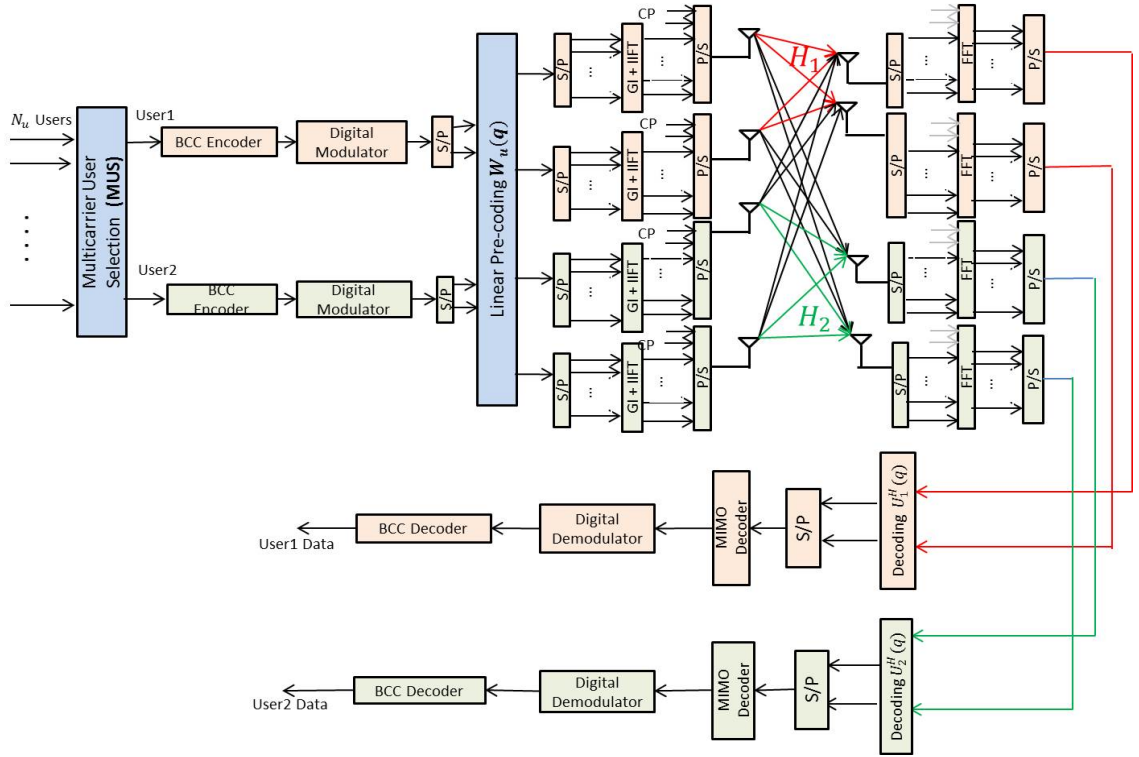 N_u Users
Multicarrier User
Selection (MUS)
User1
BCC Encoder
Digital
Modulator
S/P
User2
BCC
Encoder
Digital
Modulator
S/P
Linear Pre-coding W_u(q)
S/P
...
...
GI + IIFT
CP
...
P/S
S/P
...
...
GI + IIFT
CP
...
P/S
S/P
...
...
GI + IIFT
CP
...
P/S
S/P
...
...
GI + IIFT
CP
...
P/S
H_1
H_2
S/P
...
FFT
...
P/S
S/P
...
FFT
...
P/S
S/P
...
FFT
...
P/S
S/P
...
FFT
...
P/S
User1 Data
BCC Decoder
Digital
Demodulator
MIMO
Decoder
S/P
Decoding U_1^H(q)
User2 Data
BCC Decoder
Digital
Demodulator
MIMO
Decoder
S/P
Decoding U_2^H(q)